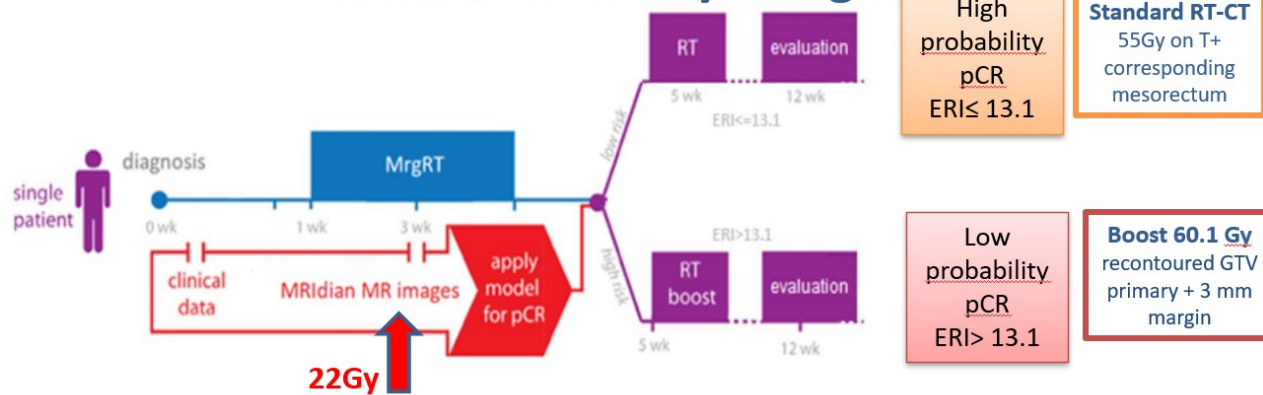 single
patient
diagnosis
0 wk
1 wk
3 wk
MrgRT
clinical
data
MRIdian MR images
apply
model
for pCR
22Gy
low risk
high risk
RT
evaluation
5 wk
12 wk
ERI<=13.1
ERI>13.1
RT
boost
evaluation
5 wk
12 wk
High
probability
pCR
ERI≤ 13.1
Standard RT-CT
55Gy on T+
corresponding
mesorectum
Low
probability
pCR
ERI> 13.1
Boost 60.1 Gy
recontoured GTV
primary + 3 mm
margin